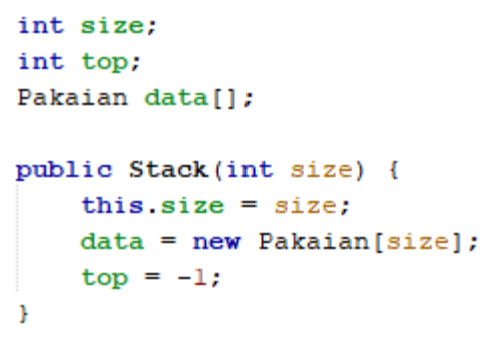 int size;
int top;
Pakaian data[];
public Stack(int size) {
this.size = size;
data = new Pakaian[size];
top = -1;
}